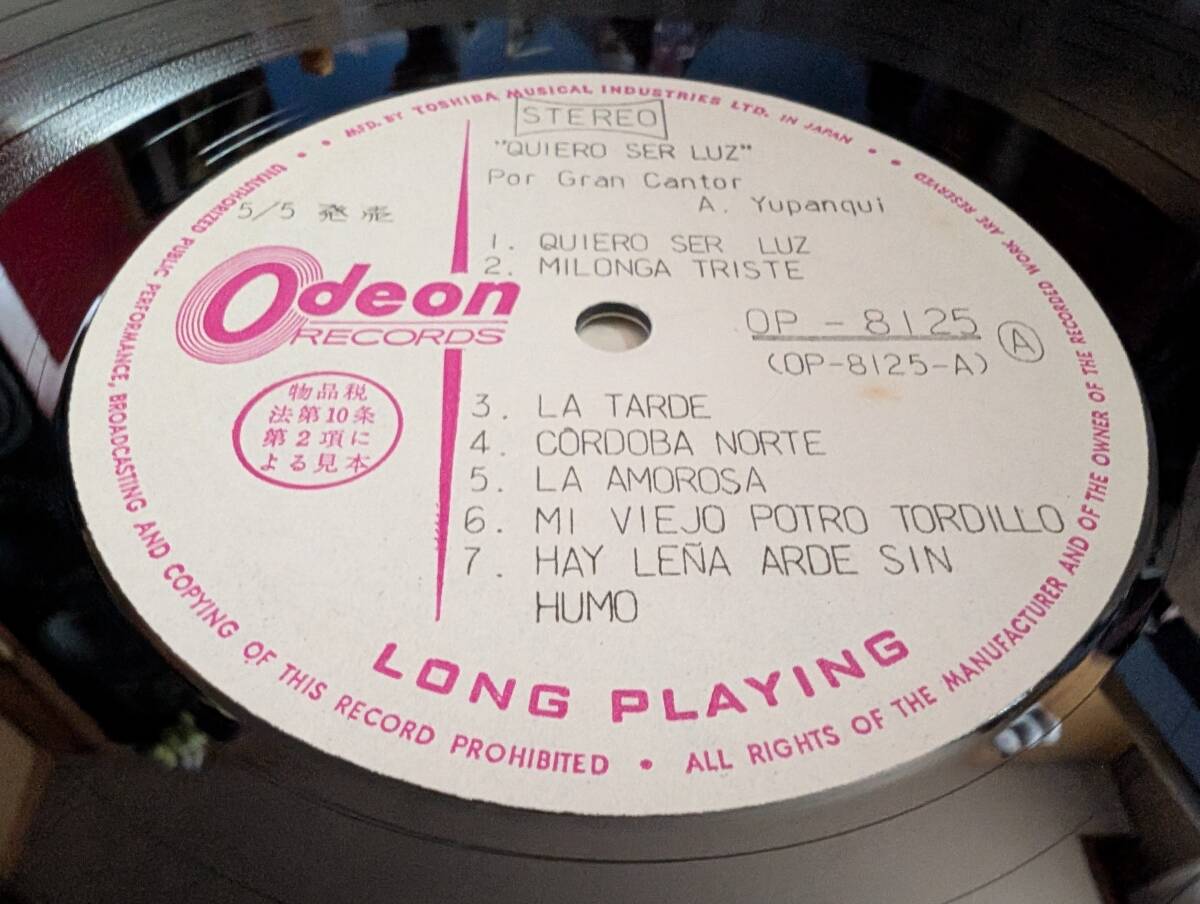 MFD. BY TOSHIBA MUSICAL INDUSTRIES LTD. IN JAPAN
STEREO
"QUIERO SER LUZ"
Por Gran Cantor
A. Yupanqui
5/5 発売
1. QUIERO SER LUZ
2. MILONGA TRISTE
Odeon
RECORDS
OP-8125
(OP-8125-A)
A
物品税
法第10条
第2項に
よる見本
3. LA TARDE
4. CÓRDOBA NORTE
5. LA AMOROSA
6. MI VIEJO POTRO TORDILLO
7. HAY LEÑA ARDE SIN
HUMO
LONG PLAYING
UNAUTHORIZED PUBLIC PERFORMANCE, BROADCASTING AND COPYING OF THIS RECORD PROHIBITED • ALL RIGHTS OF THE MANUFACTURER AND OF THE OWNER OF THE RECORDED WORK ARE RESERVED